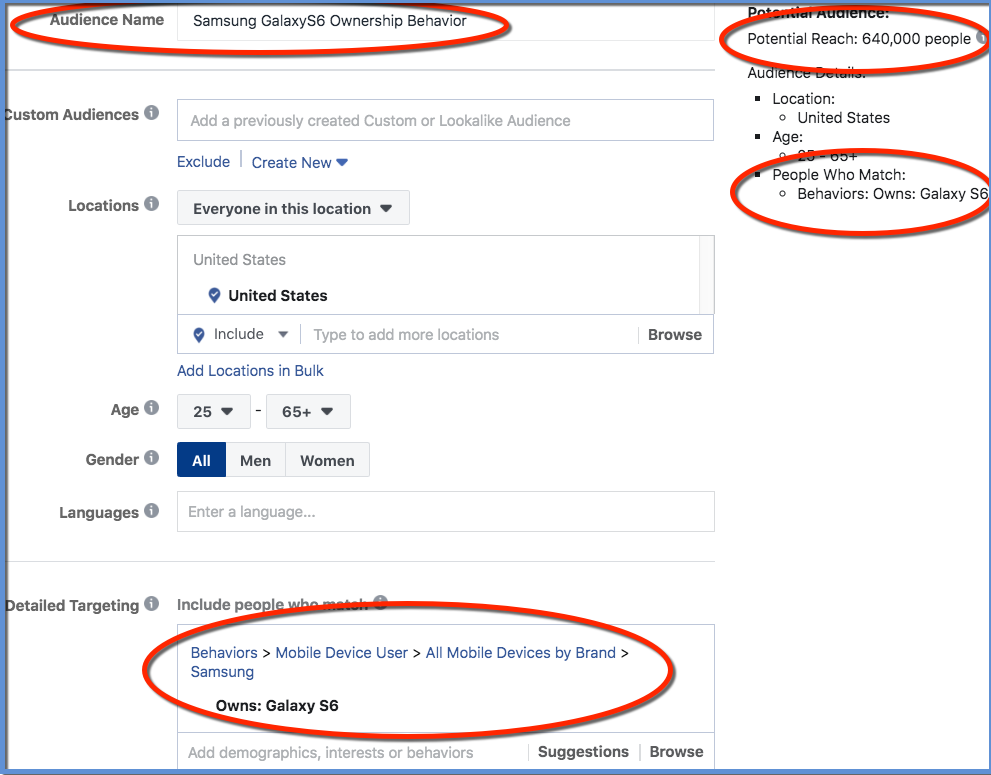 Audience Name Samsung GalaxyS6 Ownership Behavior
Custom Audiences Add a previously created Custom or Lookalike Audience
Exclude | Create New
Locations Everyone in this location
United States
United States
Include Type to add more locations Browse
Add Locations in Bulk
Age 25 - 65+
Gender All Men Women
Languages Enter a language...
Detailed Targeting Include people who match
Behaviors > Mobile Device User > All Mobile Devices by Brand >
Samsung
Owns: Galaxy S6
Add demographics, interests or behaviors Suggestions Browse
Potential Audience:
Potential Reach: 640,000 people
Audience Details:
Location:
United States
Age:
25 - 65+
People Who Match:
Behaviors: Owns: Galaxy S6